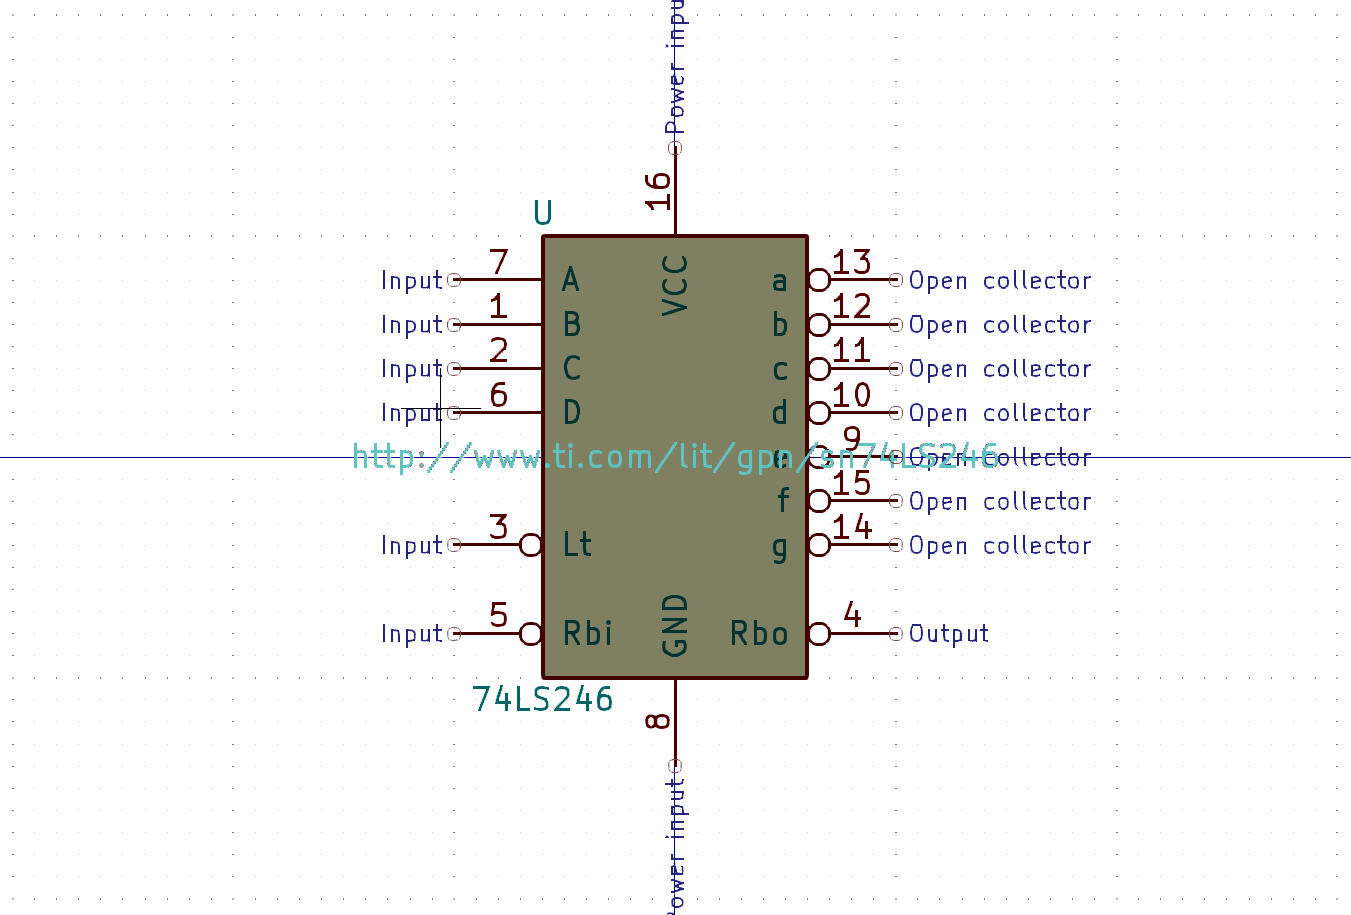 Power input
16
U
Input 7 A VCC a 13 Open collector
Input 1 B b 12 Open collector
Input 2 C c 11 Open collector
Input 6 D d 10 Open collector
e 9 Open collector
http://www.ti.com/lit/gpn/sn74LS246
f 15 Open collector
Input 3 Lt g 14 Open collector
Input 5 Rbi GND Rbo 4 Output
74LS246
8
Power input